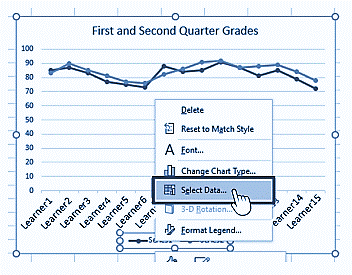 First and Second Quarter Grades
100
90
80
70
60
50
40
30
20
10
0
Learner1
Learner2
Learner3
Learner4
Learner5
Learner6
Learner14
Learner15
Delete
Reset to Match Style
Font...
Change Chart Type...
Select Data...
3-D Rotation...
Format Legend...